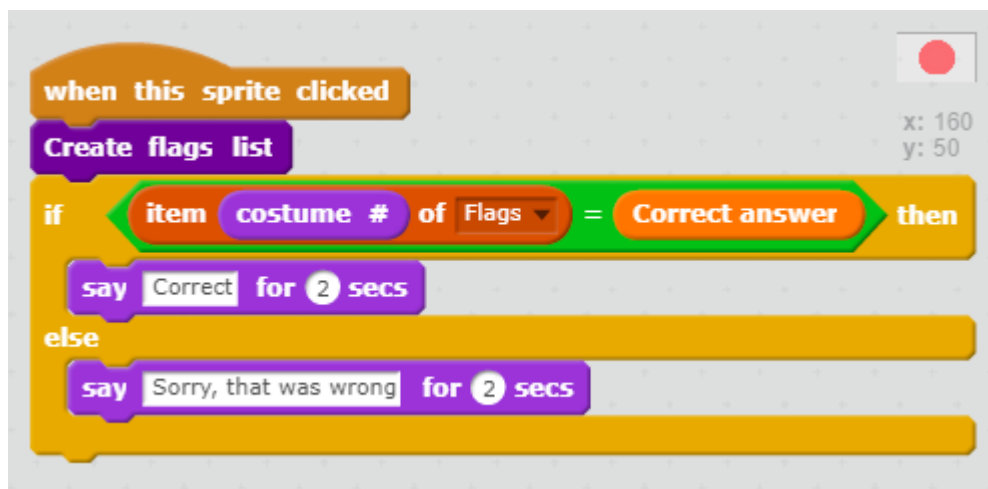 when this sprite clicked
x: 160
Create flags list
y: 50
if item costume # of Flags = Correct answer then
say Correct for 2 secs
else
say Sorry, that was wrong for 2 secs